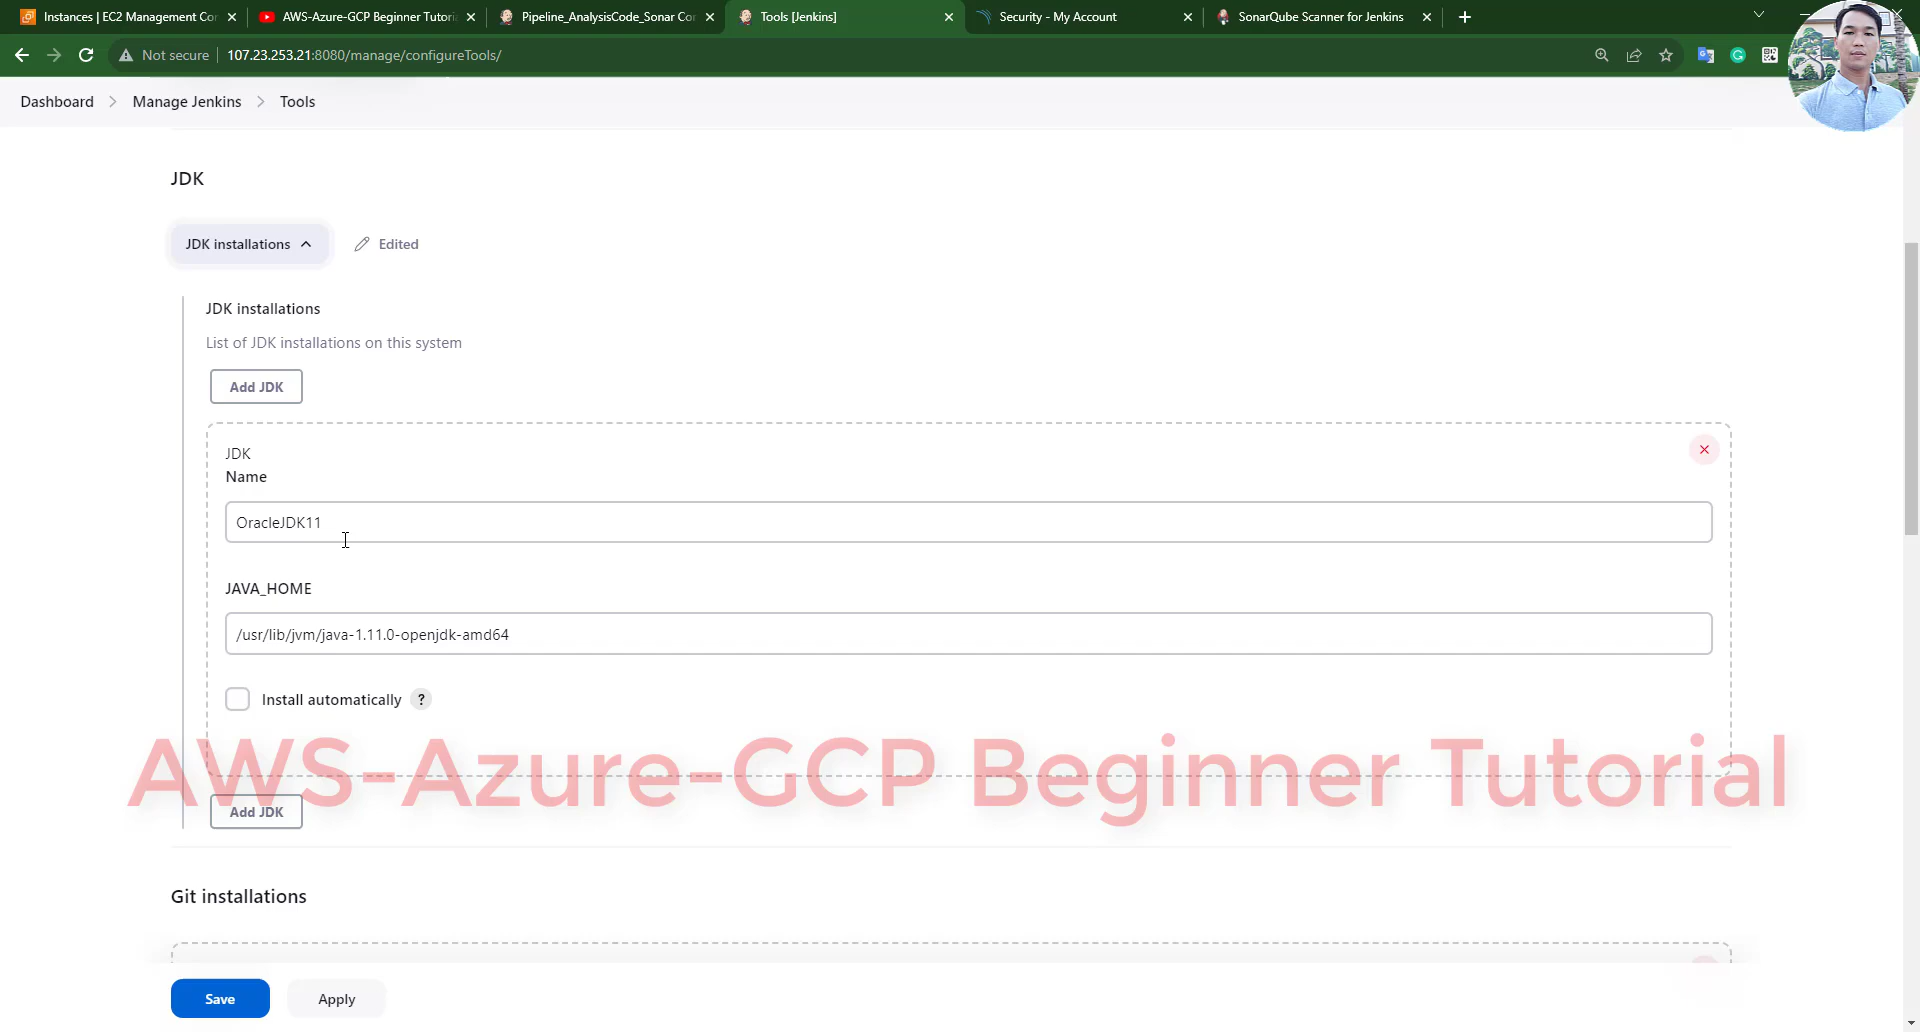 Instances | EC2 Management Cor
AWS-Azure-GCP Beginner Tutoria
Pipeline_AnalysisCode_Sonar Cor
Tools [Jenkins]
Security - My Account
SonarQube Scanner for Jenkins
Not secure
107.23.253.21:8080/manage/configureTools/
Dashboard
Manage Jenkins
Tools
JDK
JDK installations
Edited
JDK installations
List of JDK installations on this system
Add JDK
JDK
Name
OracleJDK11
JAVA_HOME
/usr/lib/jvm/java-1.11.0-openjdk-amd64
Install automatically ?
AWS-Azure-GCP Beginner Tutorial
Add JDK
Git installations
Save
Apply